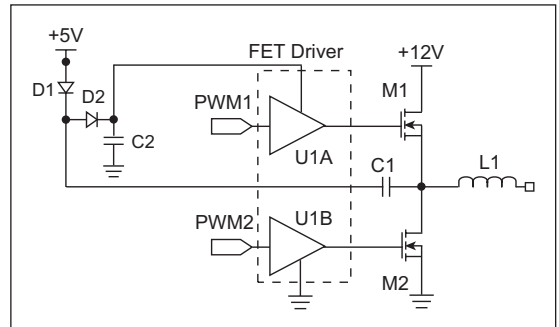 +5V
FET Driver
+12V
D1
D2
PWM1
M1
C2
U1A
C1
L1
PWM2
U1B
M2